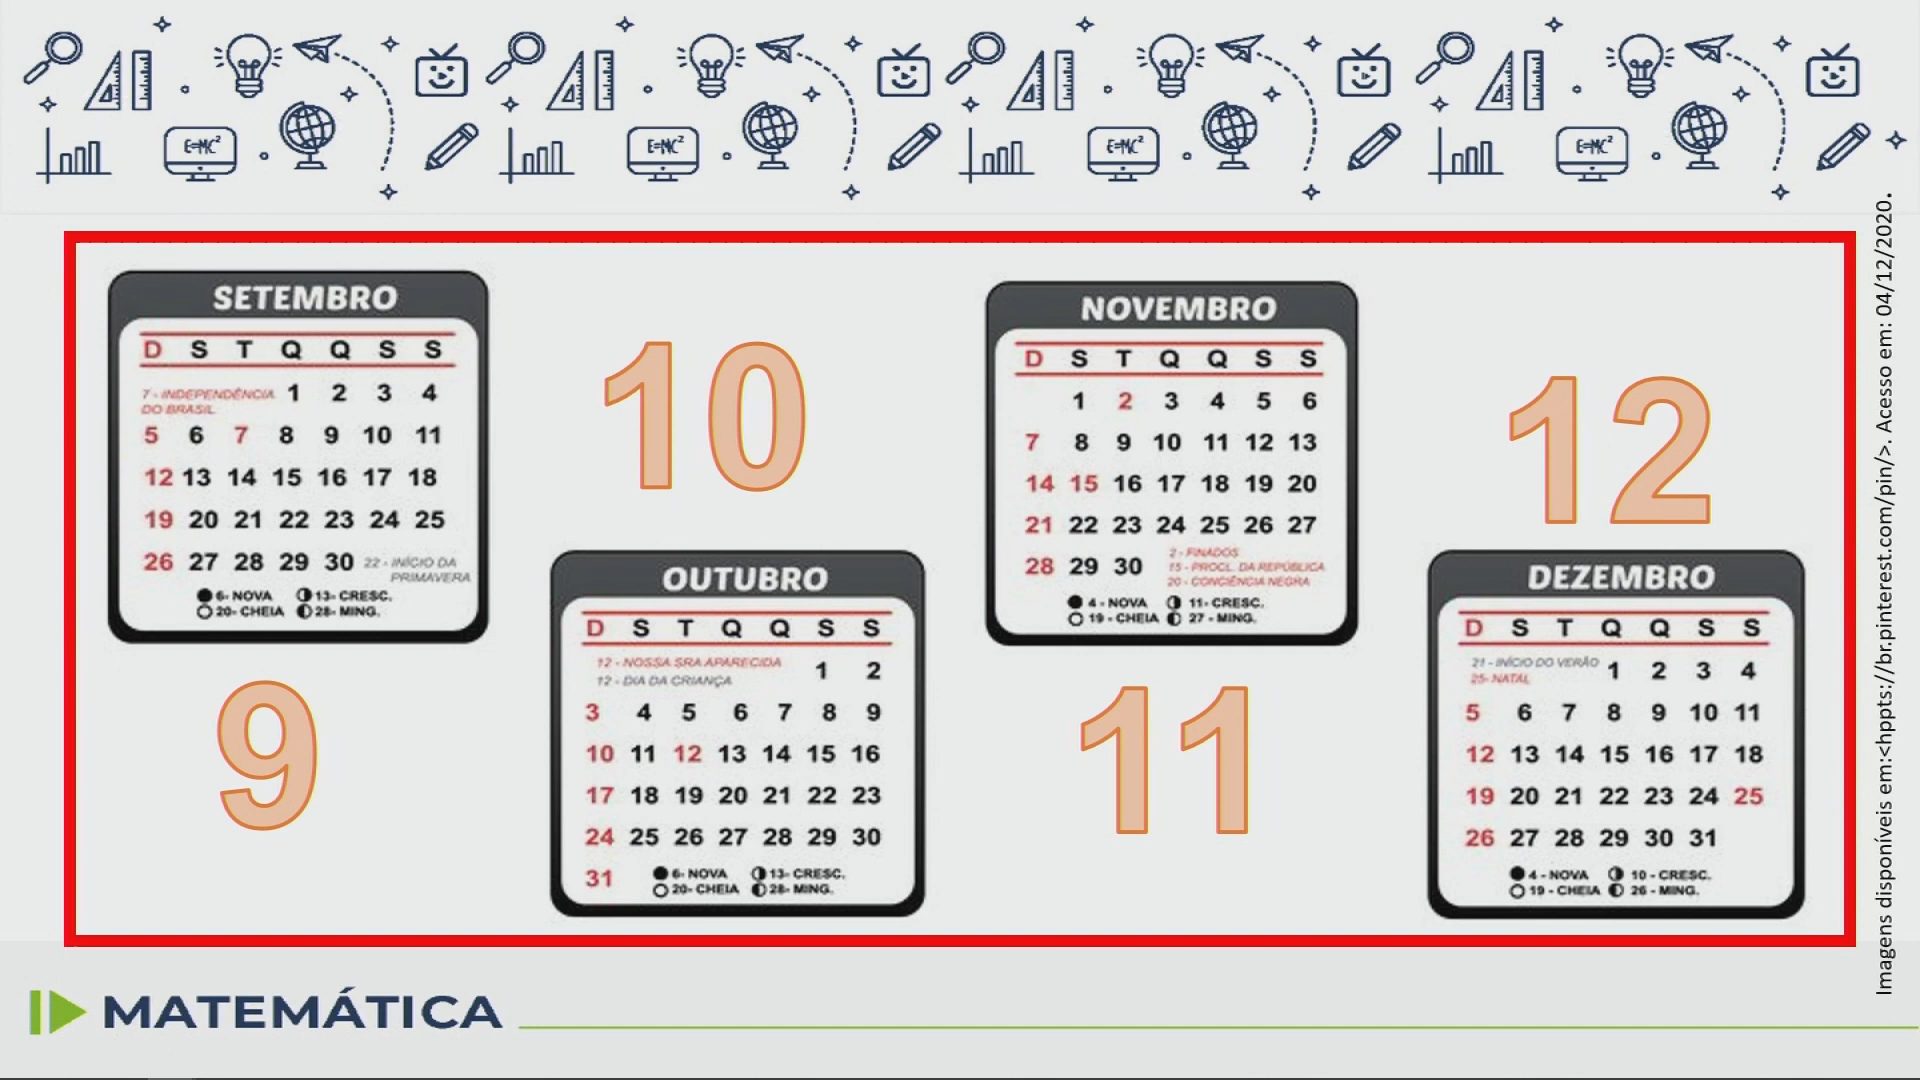 E=MC²
E=MC²
E=MC²
E=MC²
SETEMBRO
D S T Q Q S S
7 - INDEPENDÊNCIA
DO BRASIL
1 2 3 4
5 6 7 8 9 10 11
12 13 14 15 16 17 18
19 20 21 22 23 24 25
26 27 28 29 30
22 - INÍCIO DA
PRIMAVERA
6- NOVA 13- CRESC.
20- CHEIA 28- MING.
9
10
OUTUBRO
D S T Q Q S S
12 - NOSSA SRA APARECIDA
12 - DIA DA CRIANÇA
1 2
3 4 5 6 7 8 9
10 11 12 13 14 15 16
17 18 19 20 21 22 23
24 25 26 27 28 29 30
31
6- NOVA 13- CRESC.
20- CHEIA 28- MING.
NOVEMBRO
D S T Q Q S S
1 2 3 4 5 6
7 8 9 10 11 12 13
14 15 16 17 18 19 20
21 22 23 24 25 26 27
28 29 30
2 - FINADOS
15 - PROCL. DA REPÚBLICA
20 - CONCIÊNCIA NEGRA
4 - NOVA 11- CRESC.
19 - CHEIA 27 - MING.
11
12
DEZEMBRO
D S T Q Q S S
21 - INÍCIO DO VERÃO
25- NATAL
1 2 3 4
5 6 7 8 9 10 11
12 13 14 15 16 17 18
19 20 21 22 23 24 25
26 27 28 29 30 31
4 - NOVA 10 - CRESC.
19 - CHEIA 26 - MING.
Imagens disponíveis em:<hppts://br.pinterest.com/pin/>. Acesso em: 04/12/2020.
MATEMÁTICA